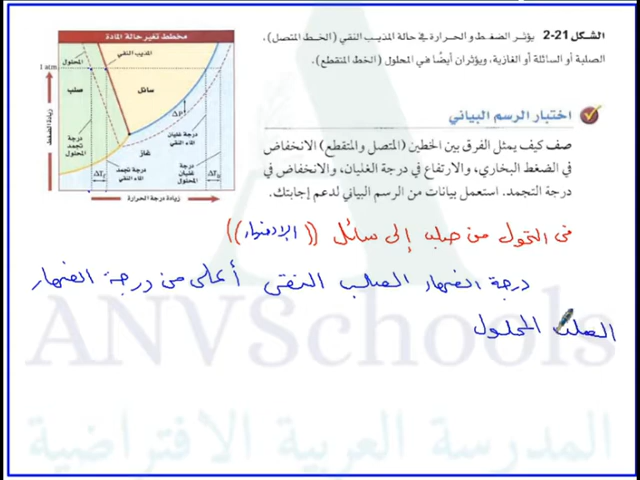 الشكل 21-2 يؤثر الضغط والحرارة في حالة المذيب النقي (الخط المتصل)،
الصلبة أو السائلة أو الغازية، ويؤثران أيضًا في المحلول (الخط المتقطع).
مخطط تغير حالة المادة
المحلول
المذيب النقي
1 atm
صلب
سائل
غاز
ΔP
زيادة الضغط
درجة تجمد المحلول
درجة تجمد الماء النقي
درجة غليان الماء النقي
درجة غليان المحلول
ΔTf
ΔTb
زيادة درجة الحرارة
اختبار الرسم البياني
صف كيف يمثل الفرق بين الخطين (المتصل والمتقطع) الانخفاض
في الضغط البخاري، والارتفاع في درجة الغليان، والانخفاض في
درجة التجمد. استعمل بيانات من الرسم البياني لدعم إجابتك.
في التحول من صلب إلى سائل ((الانصهار))
درجة انصهار الصلب النقي أعلى من درجة انصهار
الصلب المحلول
ANVSchools
المدرسة العربية الافتراضية